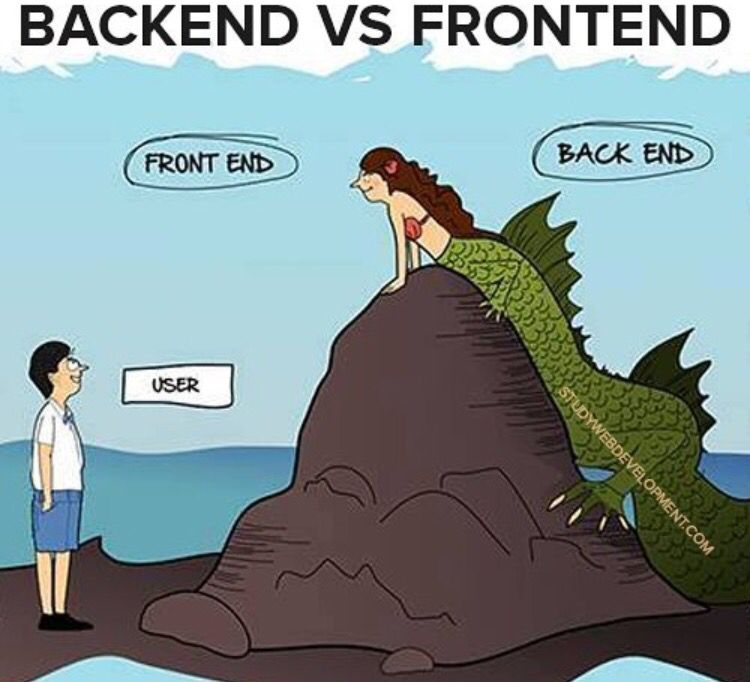 BACKEND VS FRONTEND
FRONT END
BACK END
USER
STUDYWEBDEVELOPMENT.COM